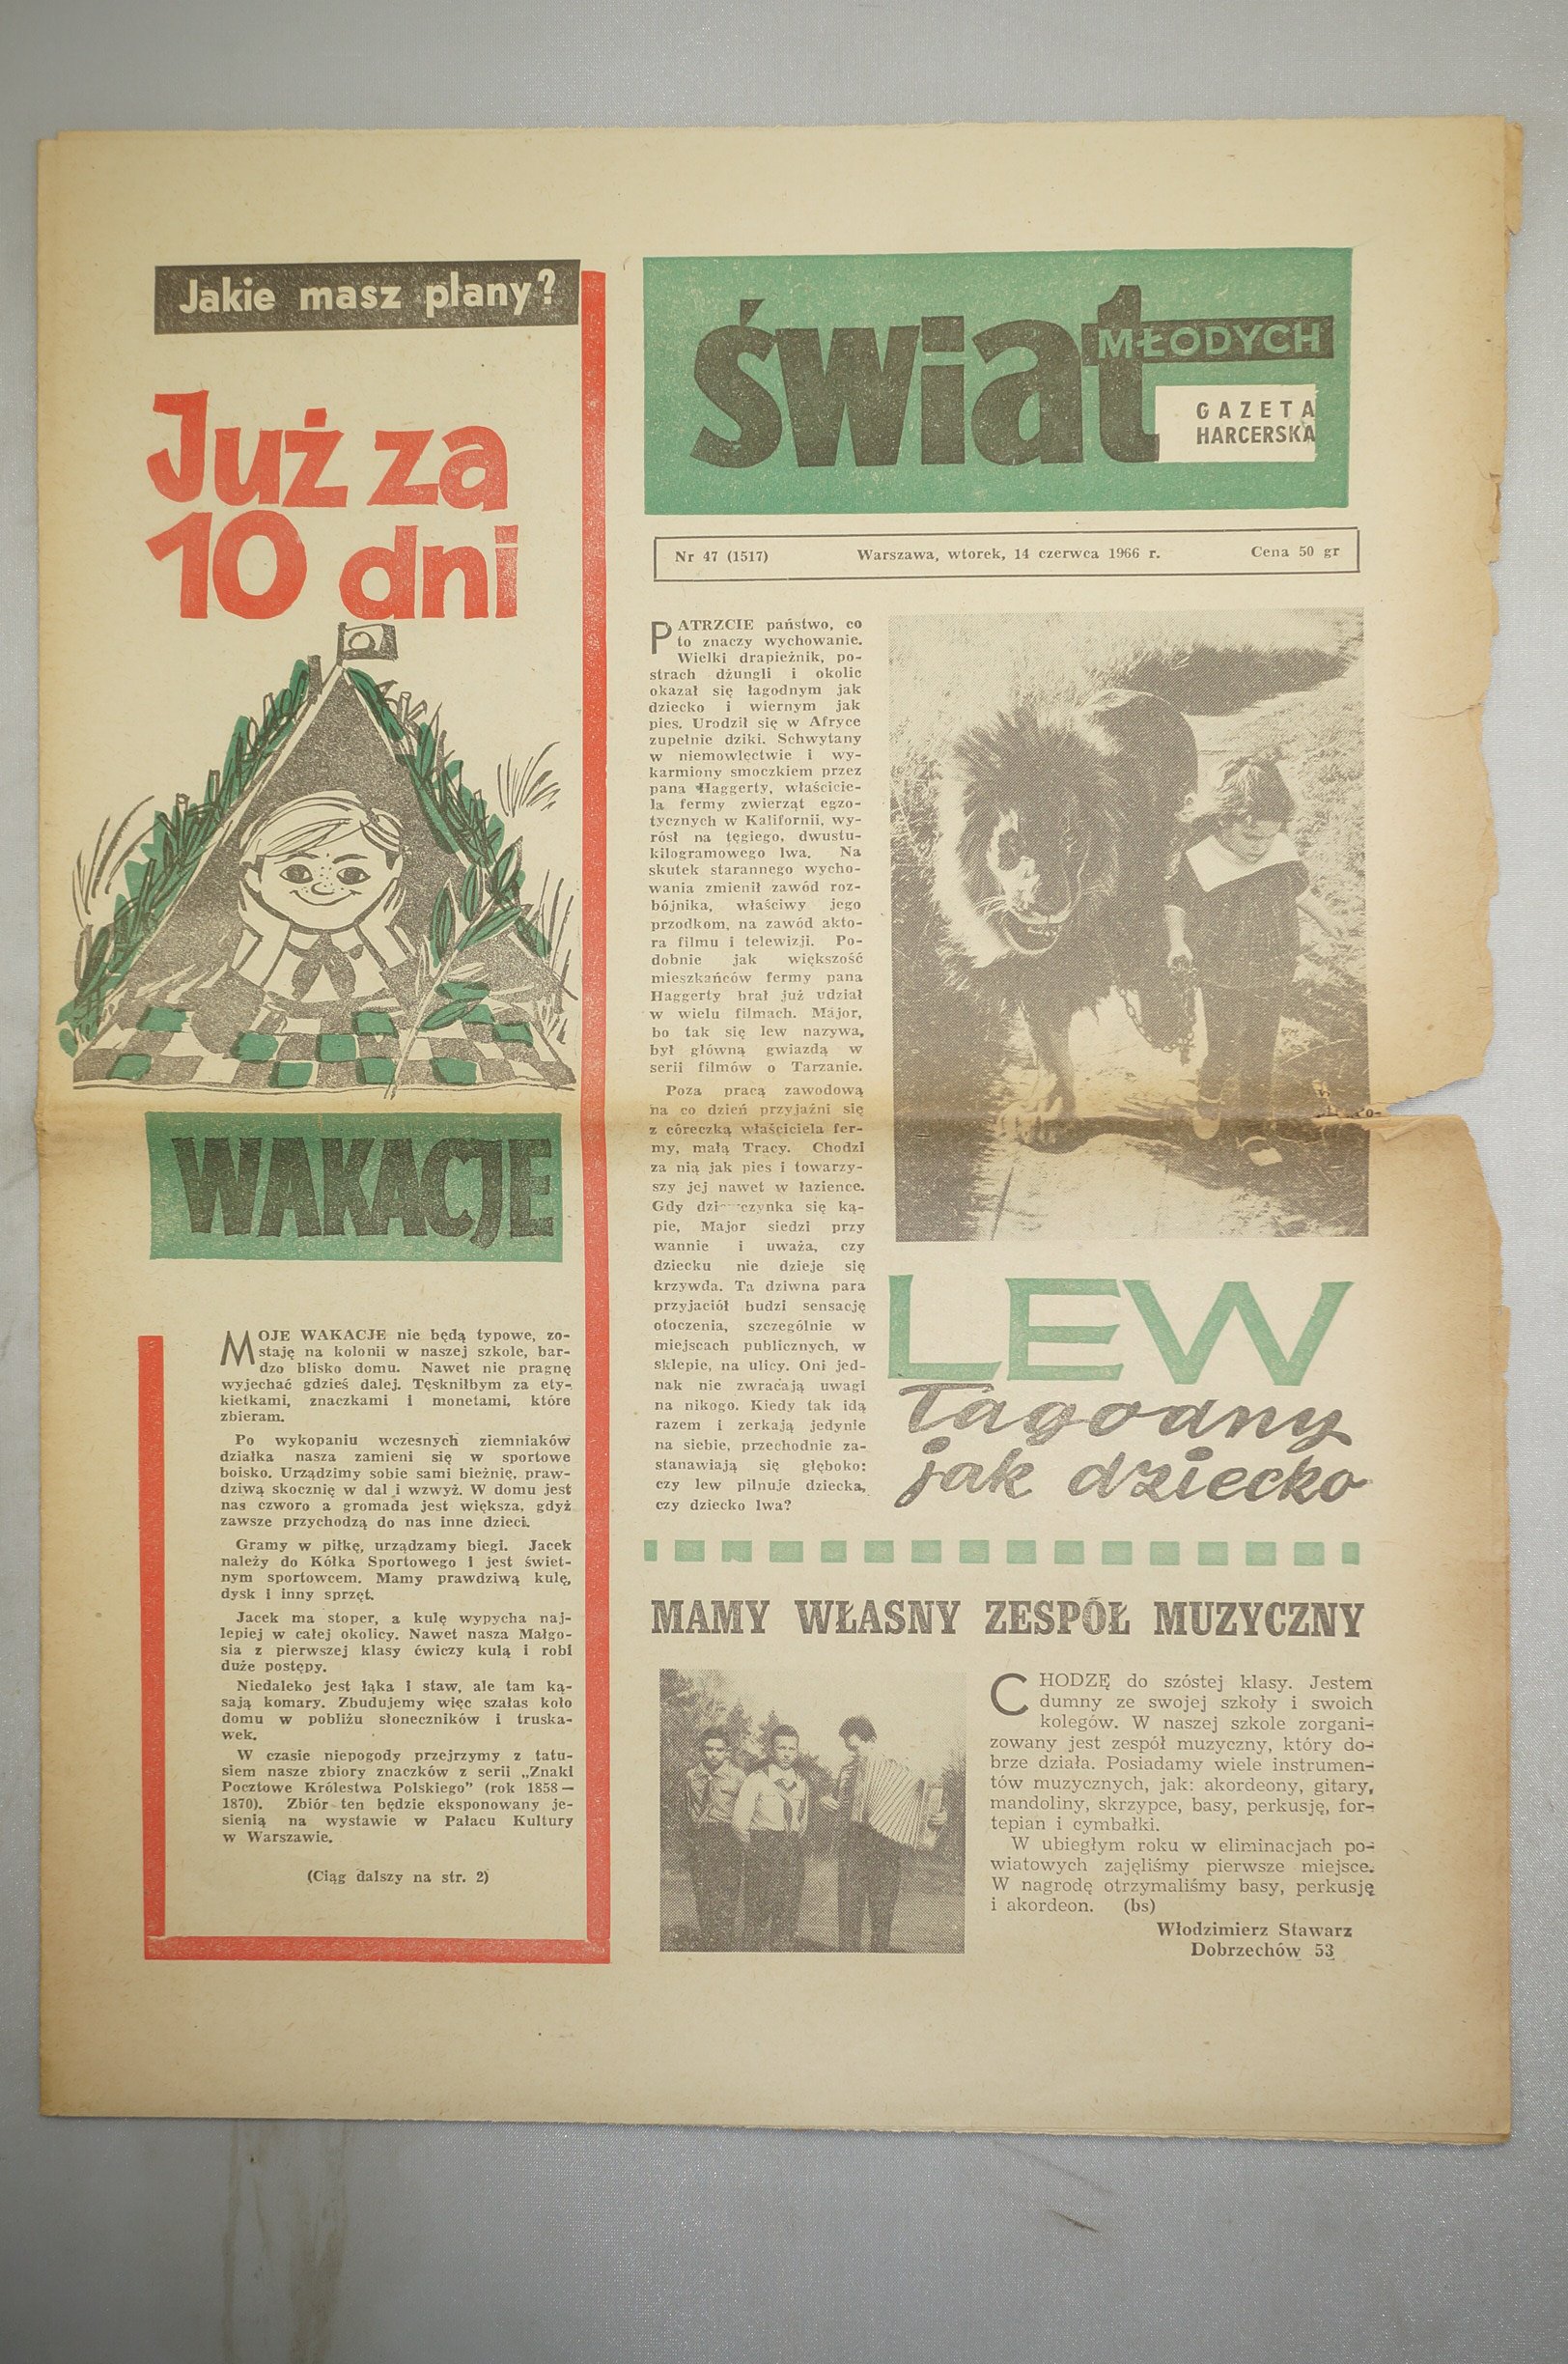 Jakie masz plany?
Już za
10 dni
WAKACJE
MOJE WAKACJE nie będą typowe, zo-
staję na kolonii w naszej szkole, bar-
dzo blisko domu. Nawet nie pragnę
wyjechać gdzieś dalej. Tęskniłbym za ety-
kietkami, znaczkami i monetami, które
zbieram.
Po wykopaniu wczesnych ziemniaków
działka nasza zamieni się w sportowe
boisko. Urządzimy sobie sami bieżnię, praw-
dziwą skocznię w dal i wzwyż. W domu jest
nas czworo a gromada jest większa, gdyż
zawsze przychodzą do nas inne dzieci.
Gramy w piłkę, urządzamy biegi. Jacek
należy do Kółka Sportowego i jest świet-
nym sportowcem. Mamy prawdziwą kulę,
dysk i inny sprzęt.
Jacek ma stoper, a kulę wypycha naj-
lepiej w całej okolicy. Nawet nasza Małgo-
sia z pierwszej klasy ćwiczy kulą i robi
duże postępy.
Niedaleko jest łąka i staw, ale tam ką-
sają komary. Zbudujemy więc szałas koło
domu w pobliżu słoneczników i truska-
wek.
W czasie niepogody przejrzymy z tatu-
siem nasze zbiory znaczków z serii „Znaki
Pocztowe Królestwa Polskiego” (rok 1858—
1870). Zbiór ten będzie eksponowany je-
sienią na wystawie w Pałacu Kultury
w Warszawie.
(Ciąg dalszy na str. 2)
świat
MŁODYCH
GAZETA
HARCERSKA
Nr 47 (1517) Warszawa, wtorek, 14 czerwca 1966 r. Cena 50 gr
PATRZCIE państwo, co
to znaczy wychowanie.
Wielki drapieżnik, po-
strach dżungli i okolic
okazał się łagodnym jak
dziecko i wiernym jak
pies. Urodził się w Afryce
zupełnie dziki. Schwytany
w niemowlęctwie i wy-
karmiony smoczkiem przez
pana Haggerty, właścicie-
la fermy zwierząt egzo-
tycznych w Kalifornii, wy-
rósł na tęgiego, dwustu-
kilogramowego lwa. Na
skutek starannego wycho-
wania zmienił zawód roz-
bójnika, właściwy jego
przodkom, na zawód akto-
ra filmu i telewizji. Po-
dobnie jak większość
mieszkańców fermy pana
Haggerty brał już udział
w wielu filmach. Major,
bo tak się lew nazywa,
był główną gwiazdą w
serii filmów o Tarzanie.
Poza pracą zawodową
na co dzień przyjaźni się
z córeczką właściciela fer-
my, małą Tracy. Chodzi
za nią jak pies i towarzy-
szy jej nawet w łazience.
Gdy dziewczynka się ką-
pie, Major siedzi przy
wannie i uważa, czy
dziecku nie dzieje się
krzywda. Ta dziwna para
przyjaciół budzi sensację
otoczenia, szczególnie w
miejscach publicznych, w
sklepie, na ulicy. Oni jed-
nak nie zwracają uwagi
na nikogo. Kiedy tak idą
razem i zerkają jedynie
na siebie, przechodnie za-
stanawiają się głęboko:
czy lew pilnuje dziecka,
czy dziecko lwa?
LEW
łagodny
jak dziecko
MAMY WŁASNY ZESPÓŁ MUZYCZNY
CHODZĘ do szóstej klasy. Jestem
dumny ze swojej szkoły i swoich
kolegów. W naszej szkole zorgani-
zowany jest zespół muzyczny, który do-
brze działa. Posiadamy wiele instrumen-
tów muzycznych, jak: akordeony, gitary,
mandoliny, skrzypce, basy, perkusję, for-
tepian i cymbałki.
W ubiegłym roku w eliminacjach po-
wiatowych zajęliśmy pierwsze miejsce.
W nagrodę otrzymaliśmy basy, perkusję
i akordeon. (bs)
Włodzimierz Stawarz
Dobrzechów 53